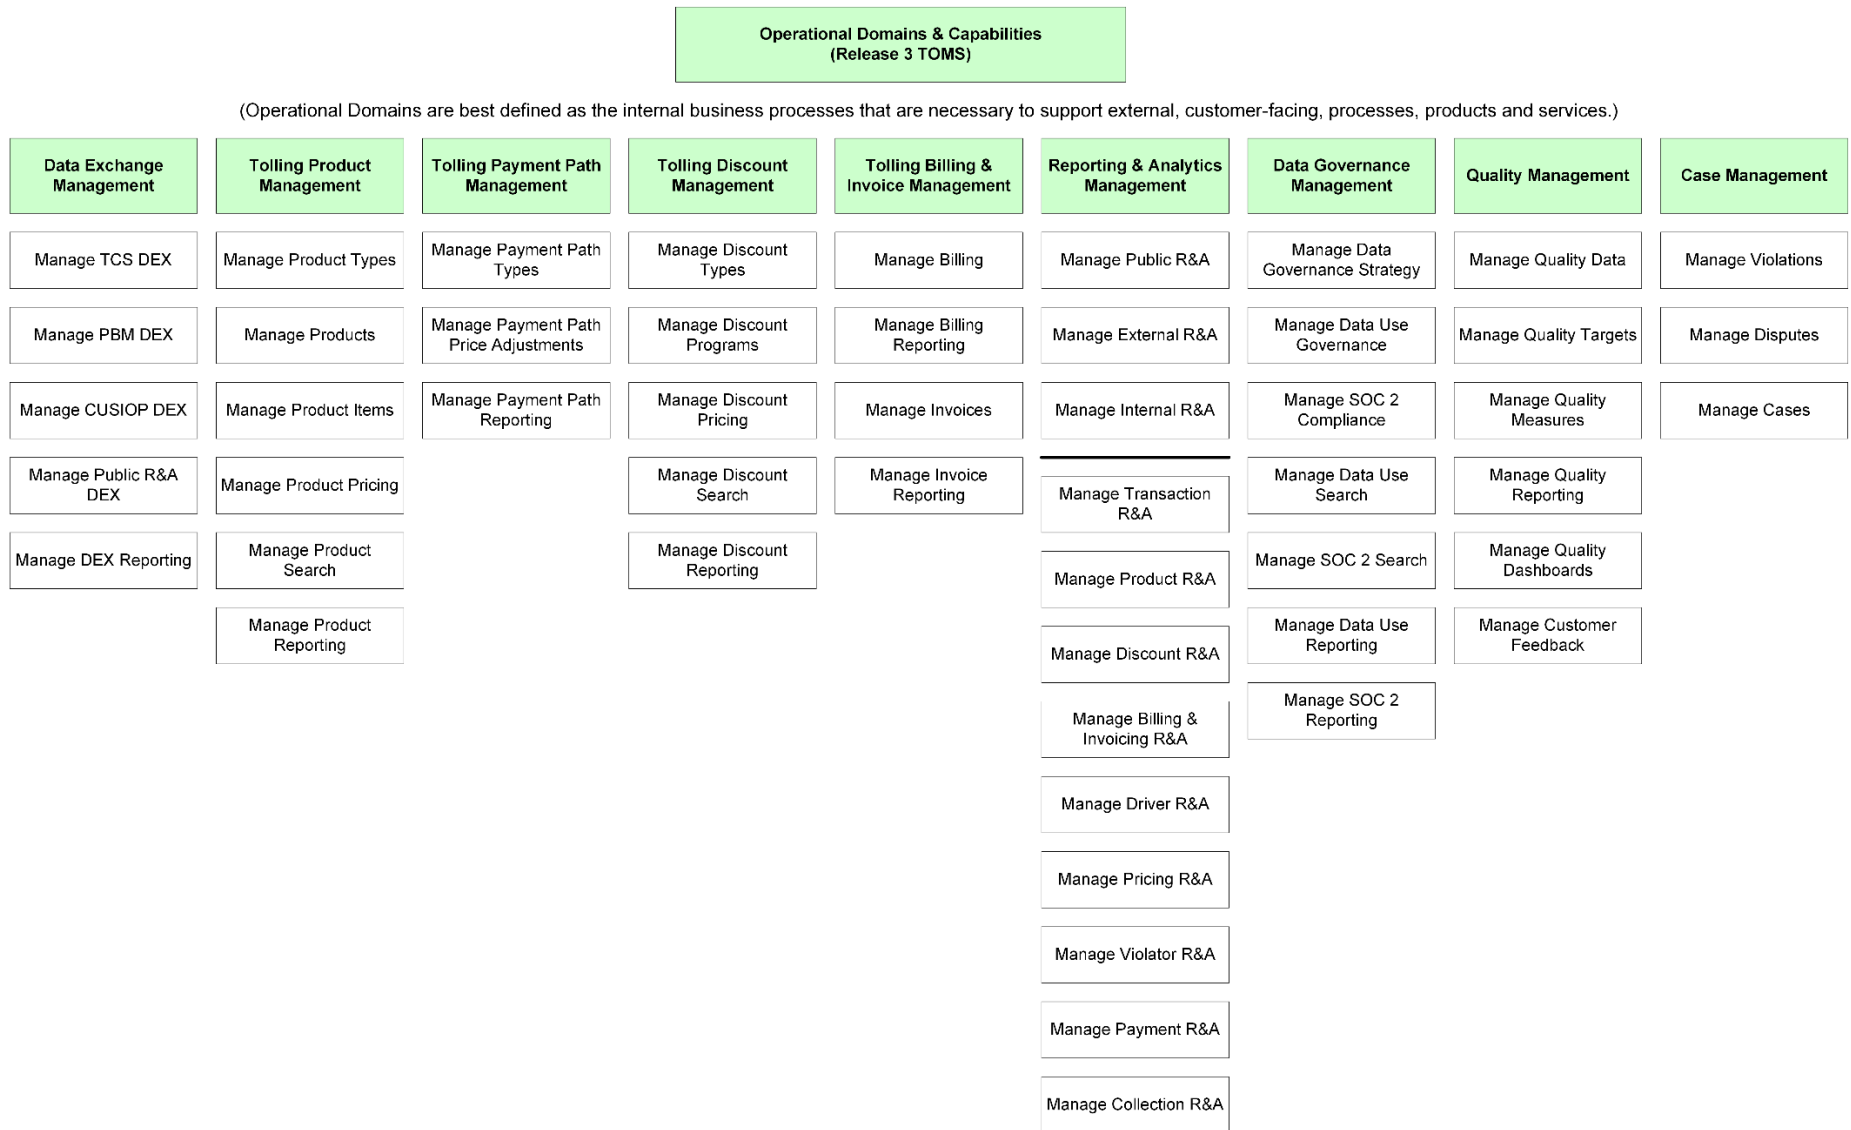 Operational Domains & Capabilities
(Release 3 TOMS)
(Operational Domains are best defined as the internal business processes that are necessary to support external, customer-facing, processes, products and services.)
Data Exchange
Management
Manage TCS DEX
Manage PBM DEX
Manage CUSIOP DEX
Manage Public R&A
DEX
Manage DEX Reporting
Tolling Product
Management
Manage Product Types
Manage Products
Manage Product Items
Manage Product Pricing
Manage Product
Search
Manage Product
Reporting
Tolling Payment Path
Management
Manage Payment Path
Types
Manage Payment Path
Price Adjustments
Manage Payment Path
Reporting
Tolling Discount
Management
Manage Discount
Types
Manage Discount
Programs
Manage Discount
Pricing
Manage Discount
Search
Manage Discount
Reporting
Tolling Billing &
Invoice Management
Manage Billing
Manage Billing
Reporting
Manage Invoices
Manage Invoice
Reporting
Reporting & Analytics
Management
Manage Public R&A
Manage External R&A
Manage Internal R&A
Manage Transaction
R&A
Manage Product R&A
Manage Discount R&A
Manage Billing &
Invoicing R&A
Manage Driver R&A
Manage Pricing R&A
Manage Violator R&A
Manage Payment R&A
Manage Collection R&A
Data Governance
Management
Manage Data
Governance Strategy
Manage Data Use
Governance
Manage SOC 2
Compliance
Manage Data Use
Search
Manage SOC 2 Search
Manage Data Use
Reporting
Manage SOC 2
Reporting
Quality Management
Manage Quality Data
Manage Quality Targets
Manage Quality
Measures
Manage Quality
Reporting
Manage Quality
Dashboards
Manage Customer
Feedback
Case Management
Manage Violations
Manage Disputes
Manage Cases